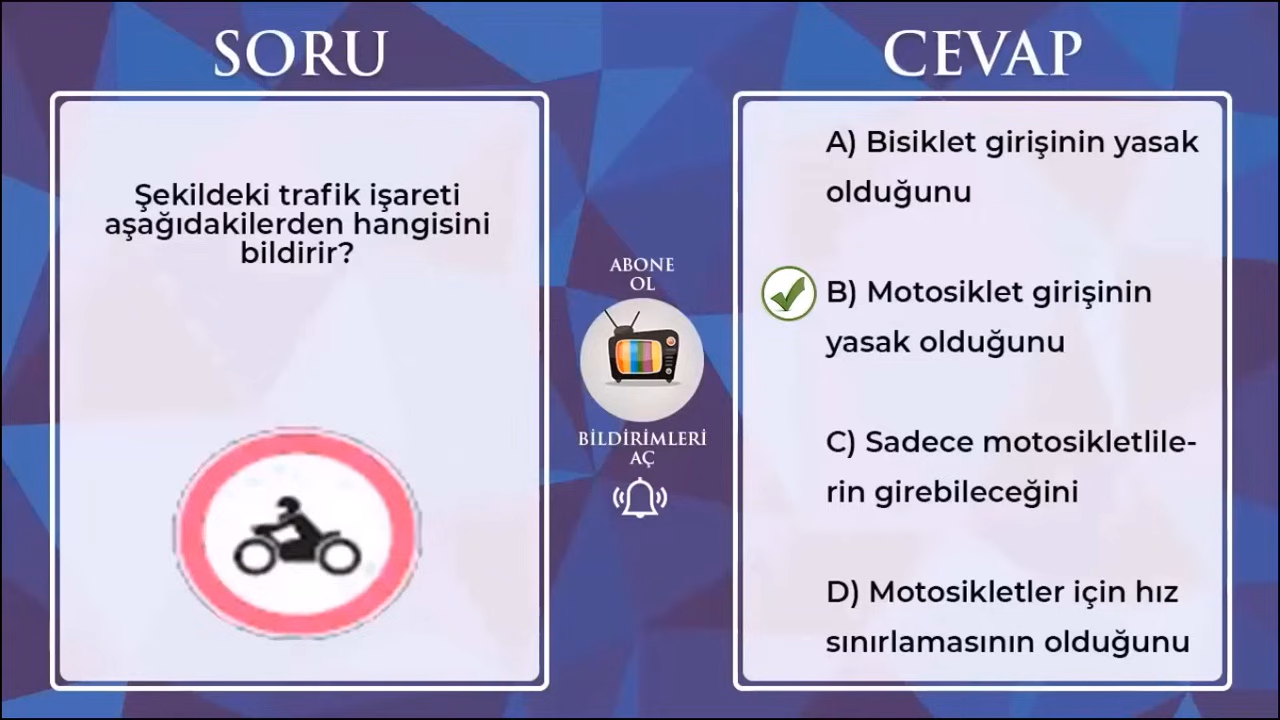 SORU
Şekildeki trafik işareti
aşağıdakilerden hangisini
bildirir?
ABONE
OL
BİLDİRİMLERİ
AÇ
CEVAP
A) Bisiklet girişinin yasak
olduğunu
B) Motosiklet girişinin
yasak olduğunu
C) Sadece motosikletlile-
rin girebileceğini
D) Motosikletler için hız
sınırlamasının olduğunu